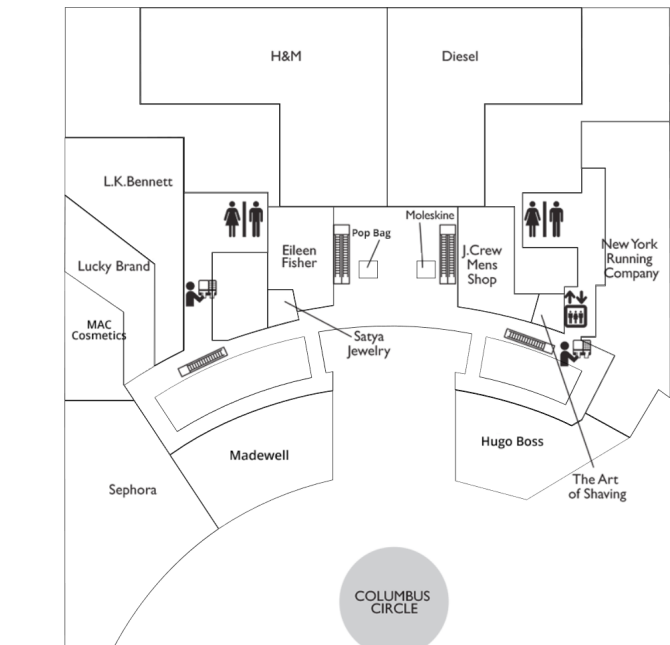 H&M
Diesel
L.K.Bennett
Moleskine
Pop Bag
Eileen
Fisher
J.Crew
Mens
Shop
New York
Running
Company
Lucky Brand
MAC
Cosmetics
Satya
Jewelry
Madewell
Hugo Boss
Sephora
The Art
of Shaving
COLUMBUS
CIRCLE